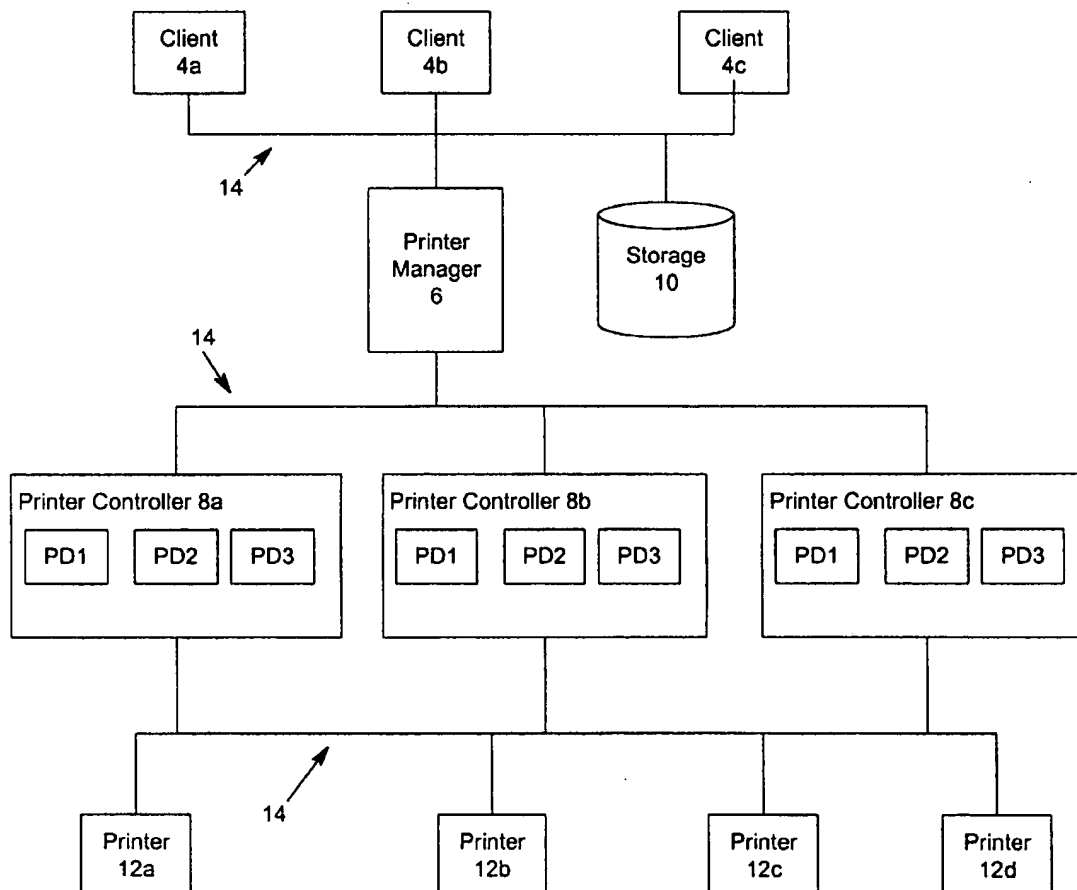 Client
4a
Client
4b
Client
4c
14
Printer
Manager
6
Storage
10
14
Printer Controller 8a
PD1
PD2
PD3
Printer Controller 8b
PD1
PD2
PD3
Printer Controller 8c
PD1
PD2
PD3
14
Printer
12a
Printer
12b
Printer
12c
Printer
12d